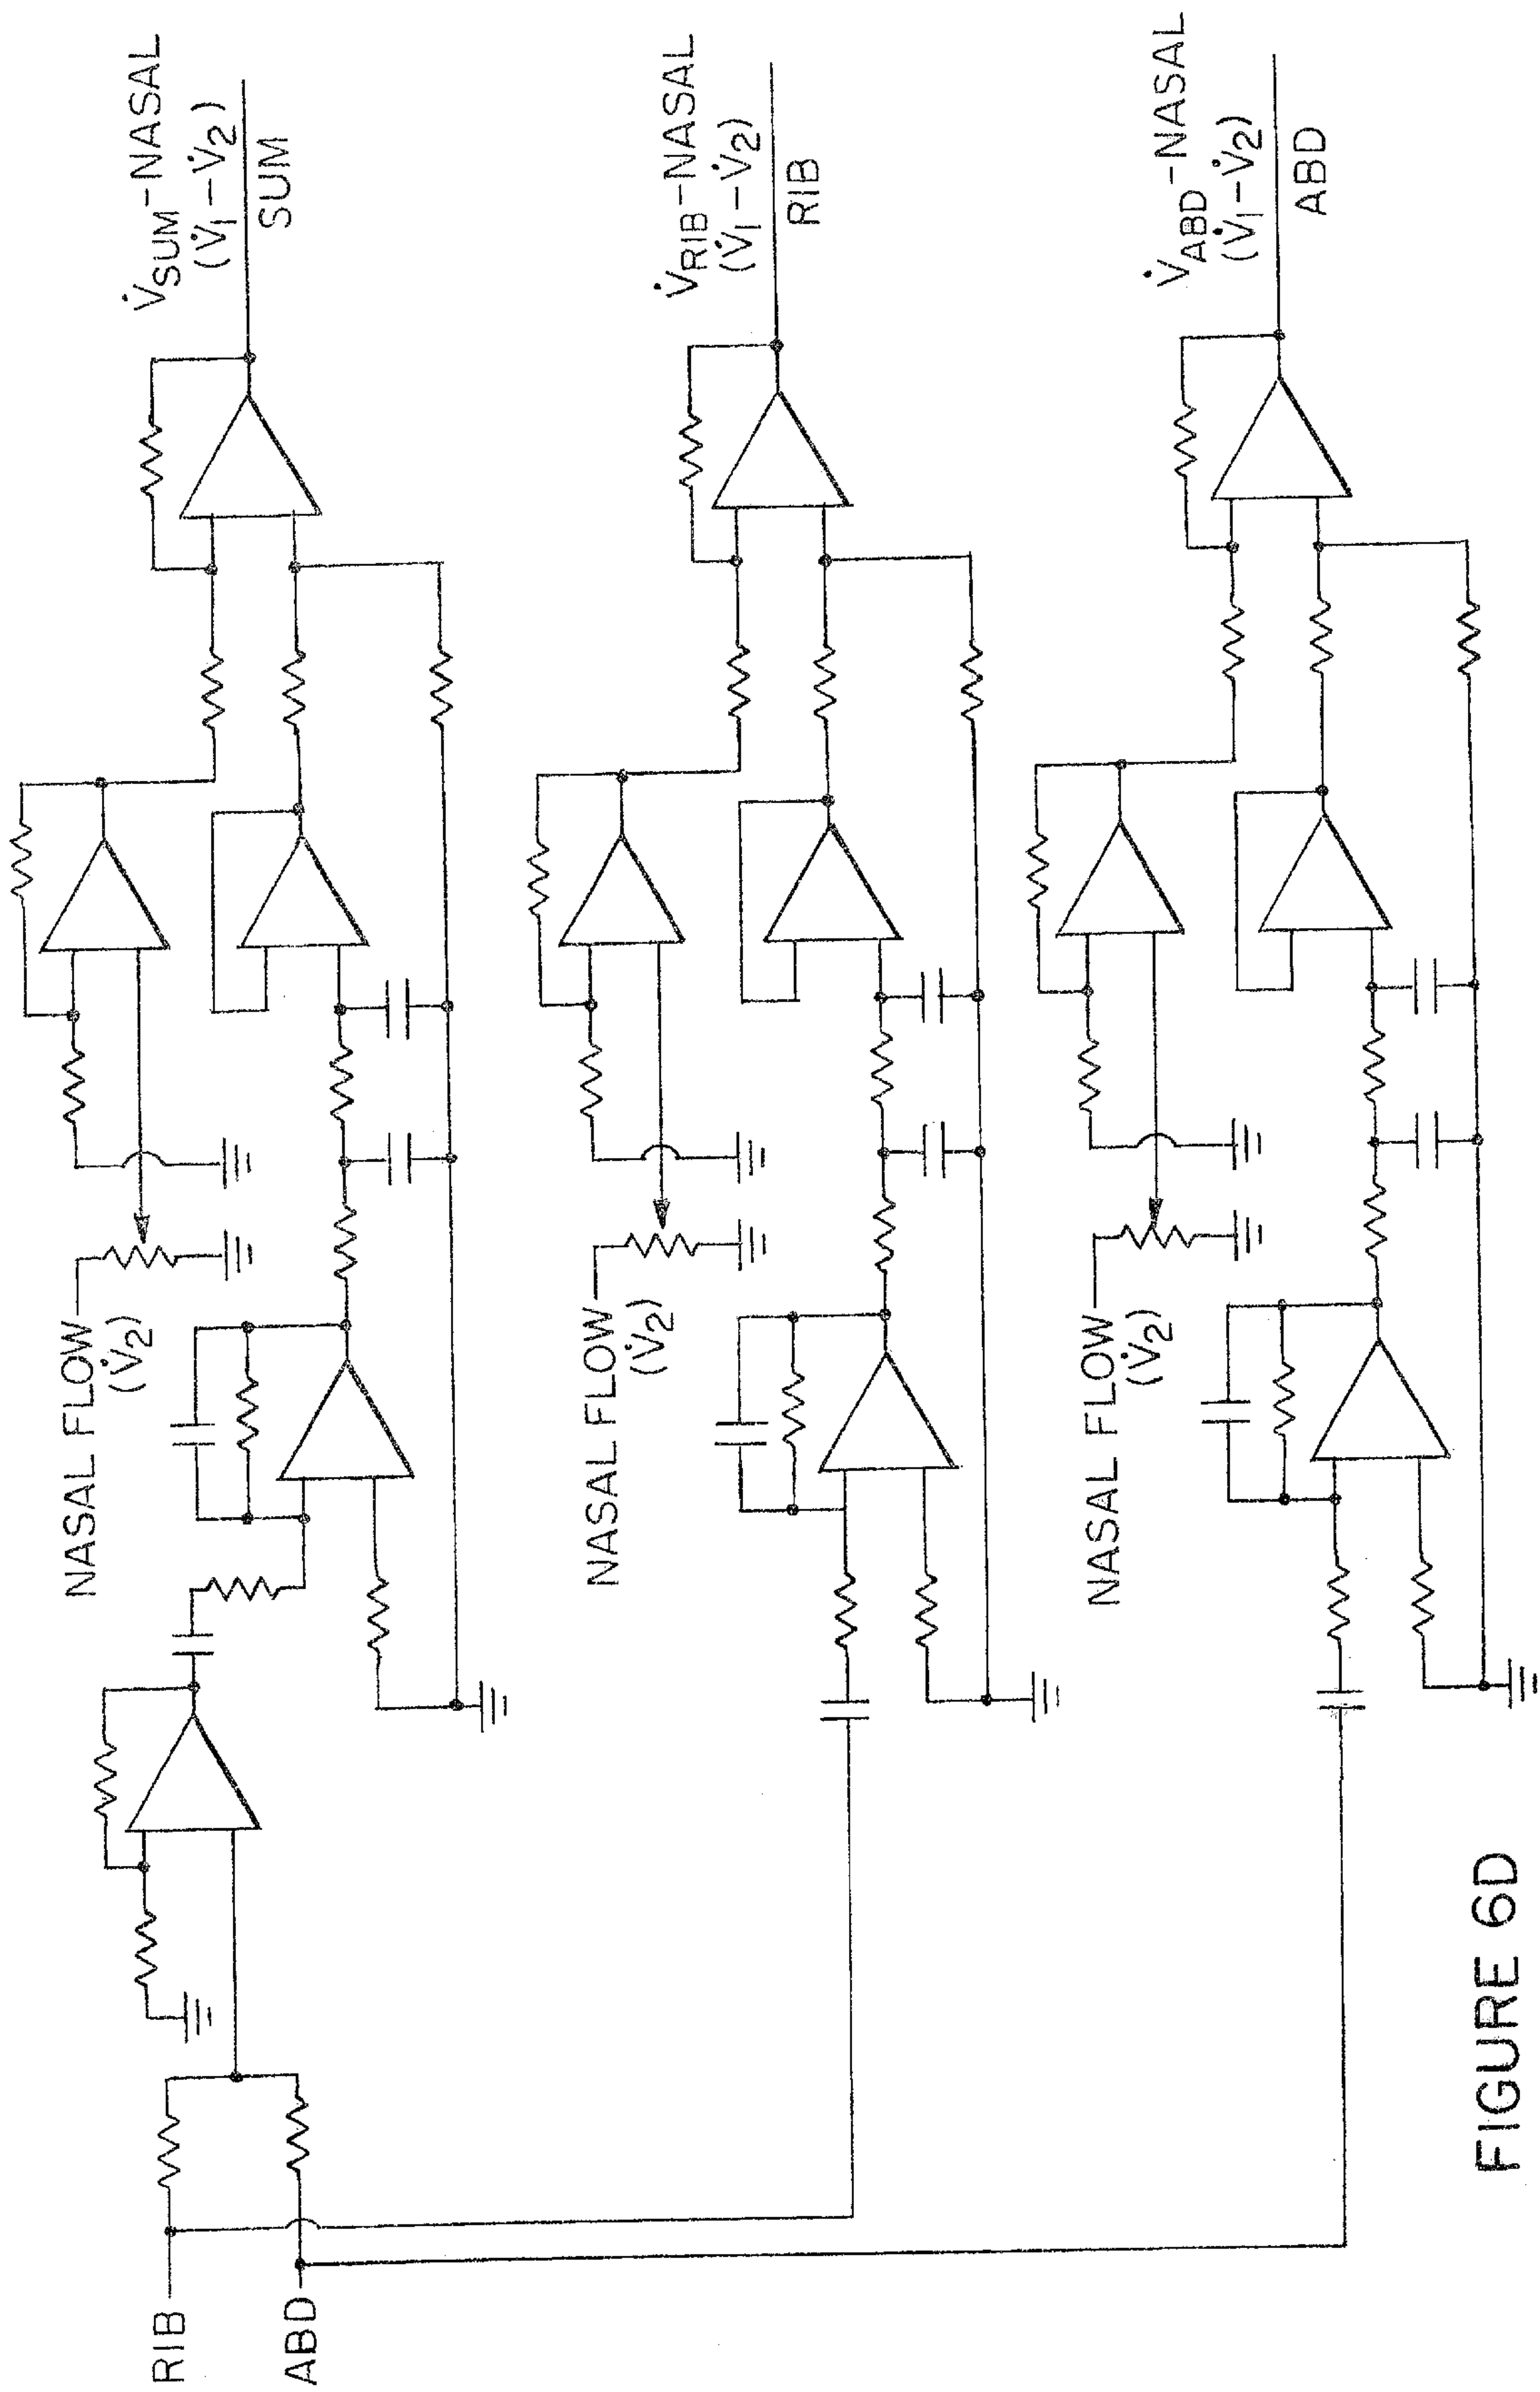 RIB
ABD
NASAL FLOW
(V̇2)
V̇SUM-NASAL
(V̇1-V̇2)
SUM
NASAL FLOW
(V̇2)
V̇RIB-NASAL
(V̇1-V̇2)
RIB
NASAL FLOW
(V̇2)
V̇ABD-NASAL
(V̇1-V̇2)
ABD
FIGURE 6D